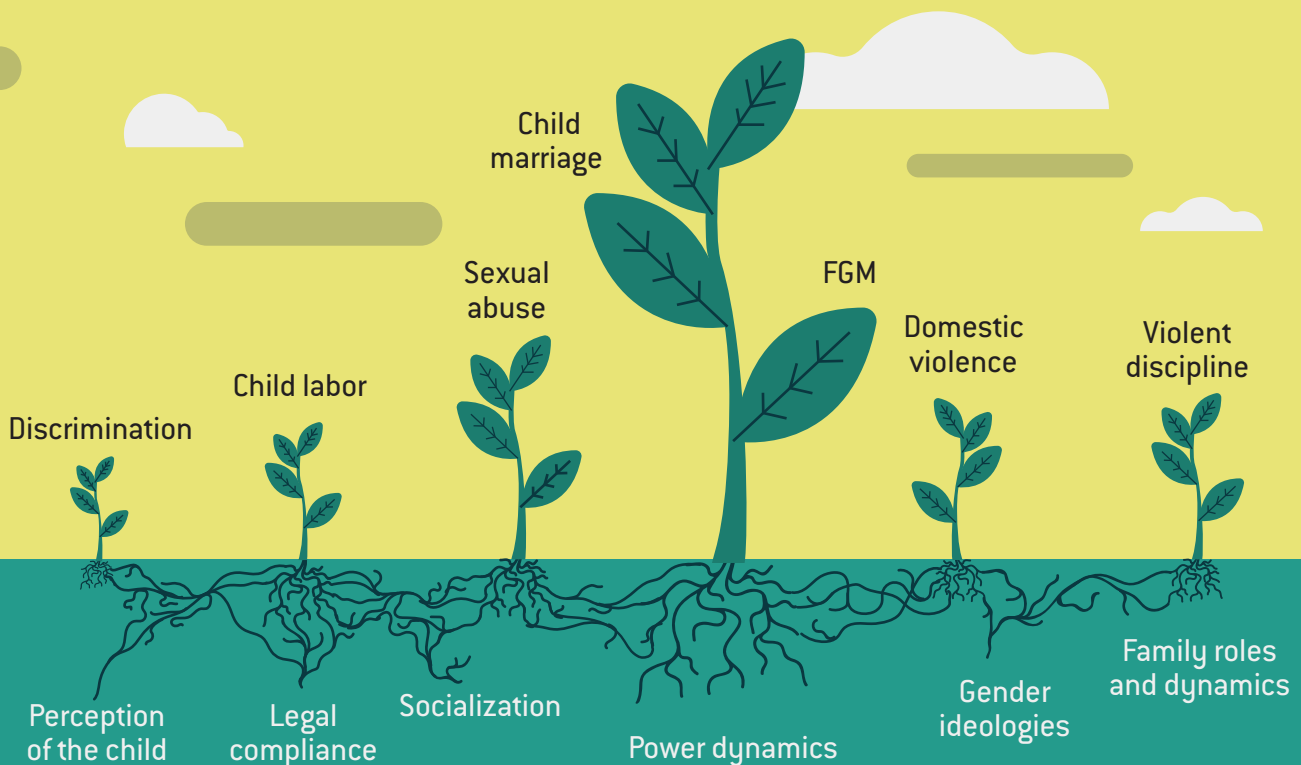 Child
marriage
Sexual
abuse
FGM
Domestic
violence
Violent
discipline
Child labor
Discrimination
Family roles
and dynamics
Gender
ideologies
Socialization
Perception
of the child
Legal
compliance
Power dynamics